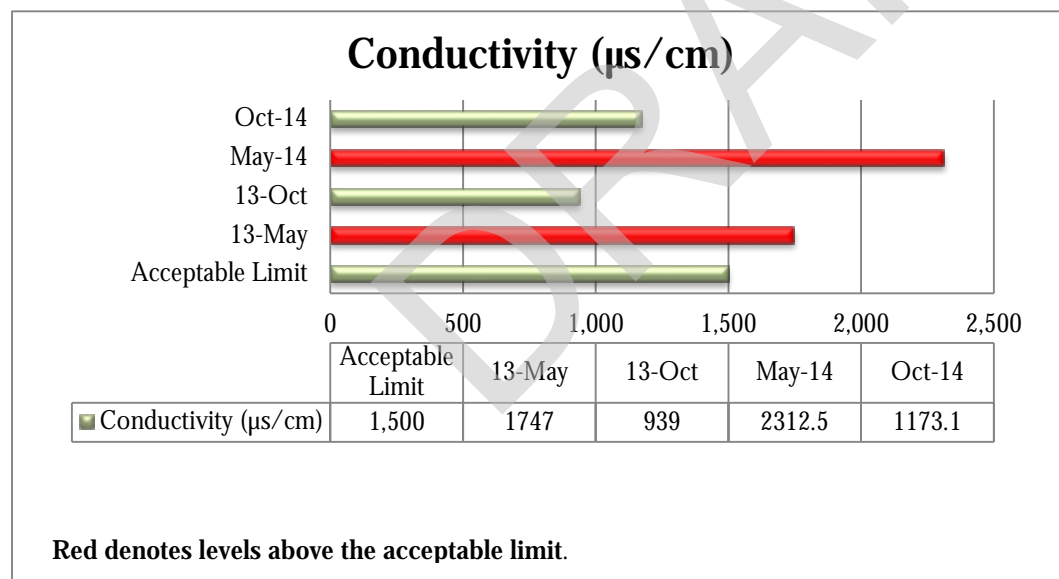 Conductivity (µs/cm)
Oct-14
May-14
13-Oct
13-May
Acceptable Limit
0 500 1,000 1,500 2,000 2,500
Acceptable Limit 13-May 13-Oct May-14 Oct-14
Conductivity (µs/cm) 1,500 1747 939 2312.5 1173.1
Red denotes levels above the acceptable limit.